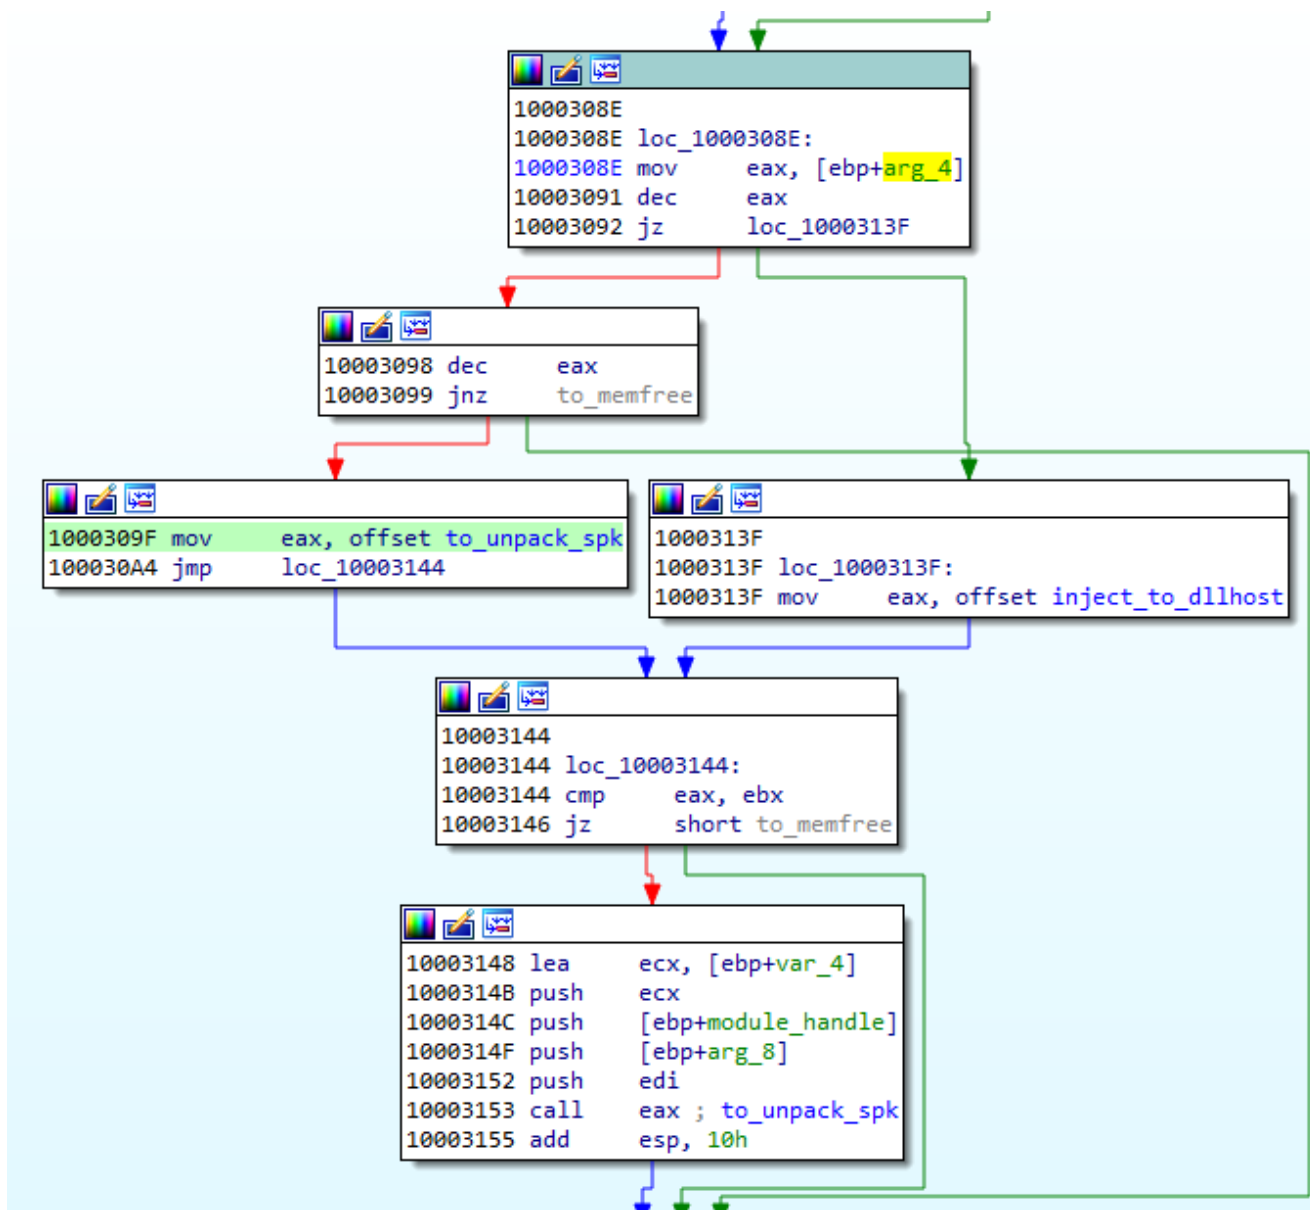 1000308E
1000308E loc_1000308E:
1000308E mov eax, [ebp+arg_4]
10003091 dec eax
10003092 jz loc_1000313F
10003098 dec eax
10003099 jnz to_memfree
1000309F mov eax, offset to_unpack_spk
100030A4 jmp loc_10003144
1000313F
1000313F loc_1000313F:
1000313F mov eax, offset inject_to_dllhost
10003144
10003144 loc_10003144:
10003144 cmp eax, ebx
10003146 jz short to_memfree
10003148 lea ecx, [ebp+var_4]
1000314B push ecx
1000314C push [ebp+module_handle]
1000314F push [ebp+arg_8]
10003152 push edi
10003153 call eax ; to_unpack_spk
10003155 add esp, 10h